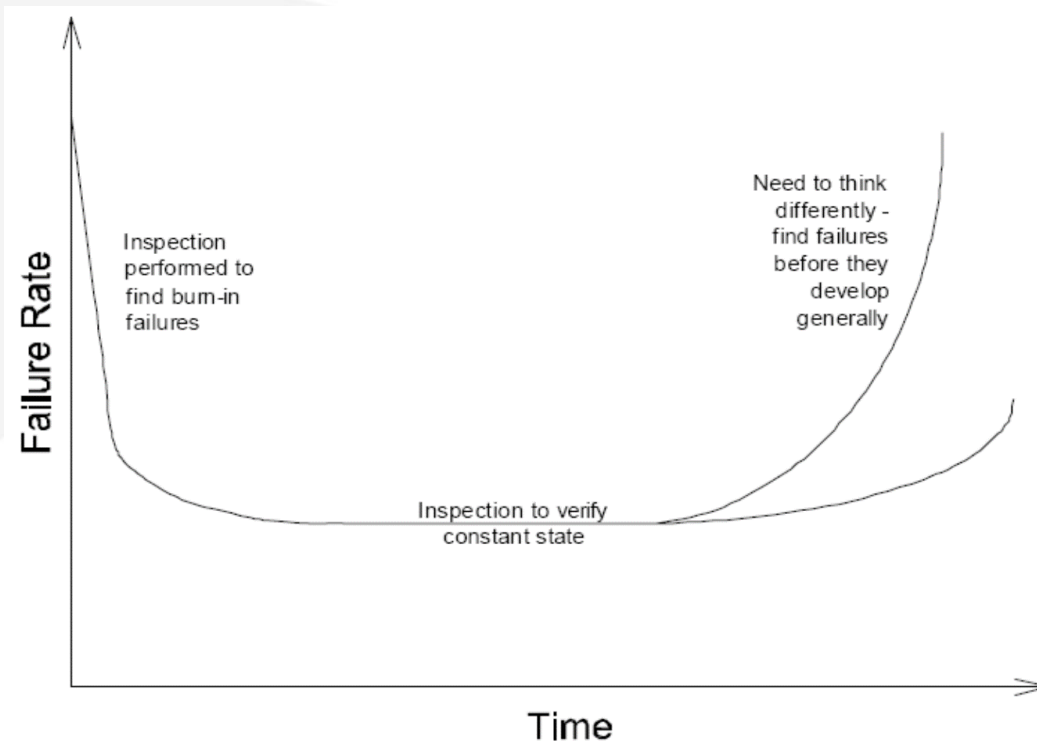 Failure Rate
Inspection
performed to
find burn-in
failures
Need to think
differently -
find failures
before they
develop
generally
Inspection to verify
constant state
Time